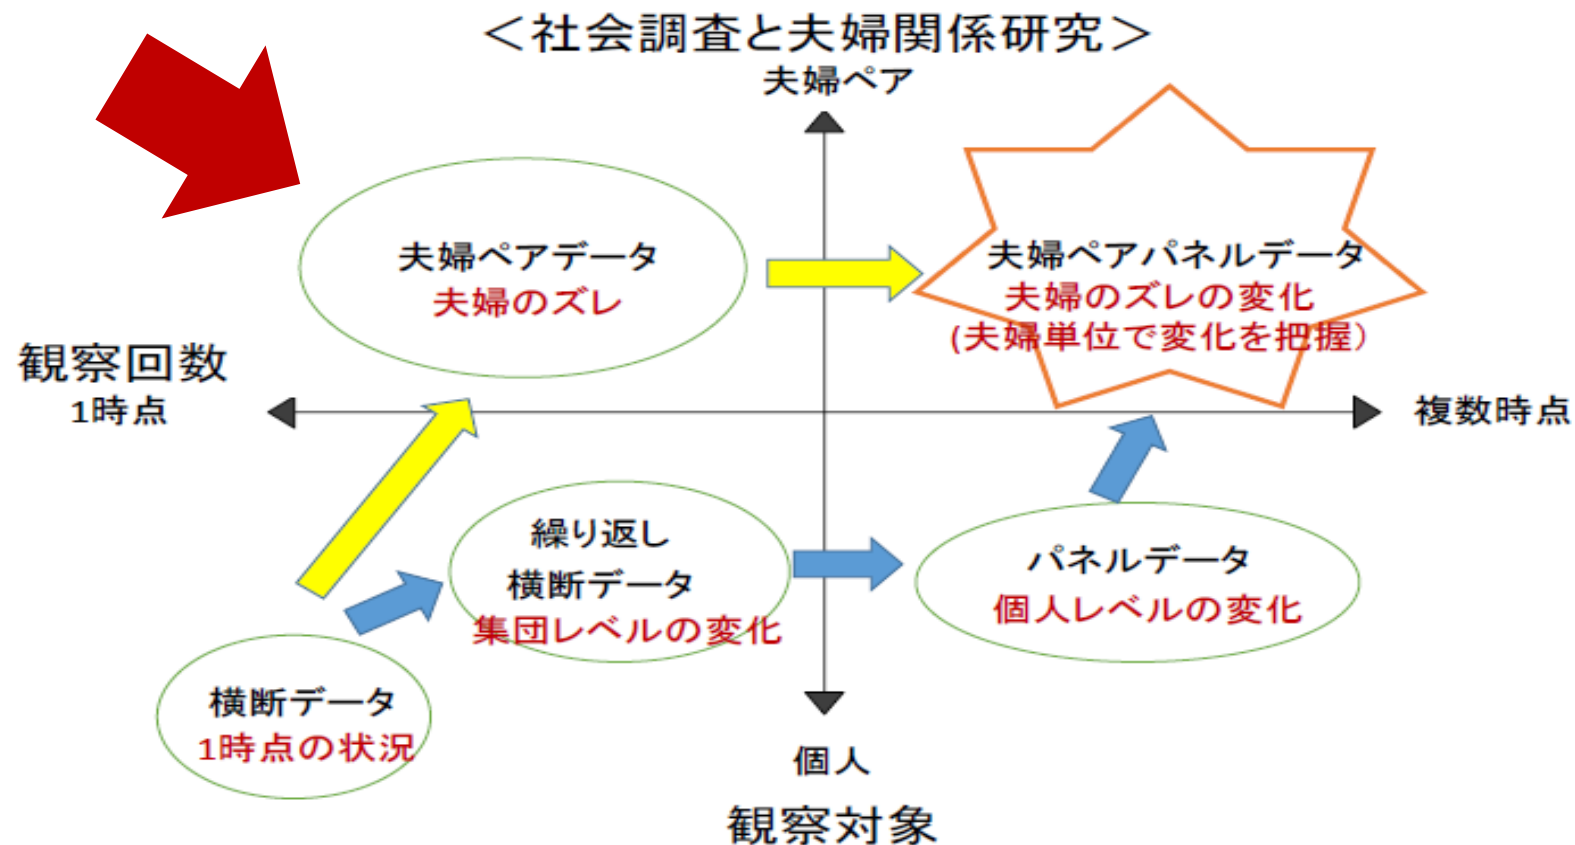 ＜社会調査と夫婦関係研究＞
夫婦ペア
夫婦ペアデータ
夫婦のズレ
夫婦ペアパネルデータ
夫婦のズレの変化
(夫婦単位で変化を把握）
観察回数
1時点
複数時点
繰り返し
横断データ
集団レベルの変化
パネルデータ
個人レベルの変化
横断データ
1時点の状況
個人
観察対象